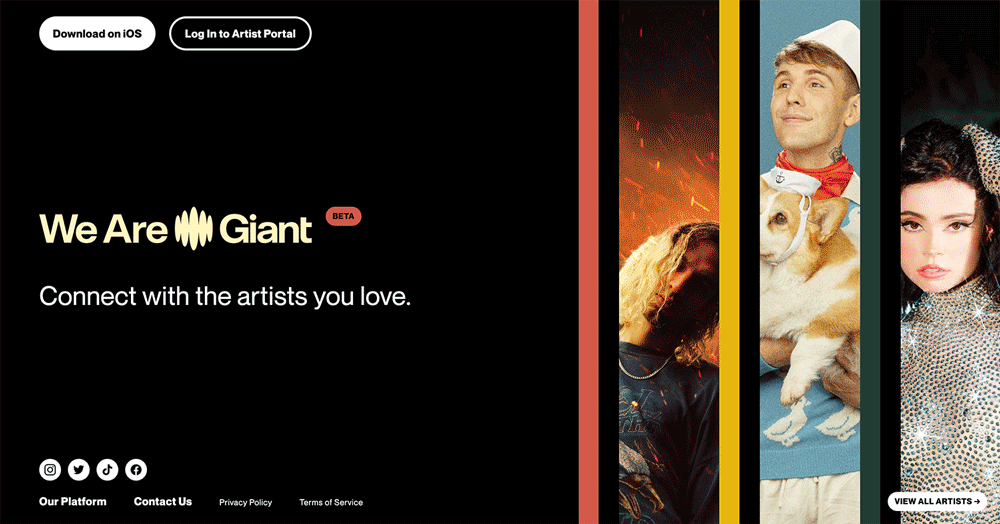 Download on iOS
Log In to Artist Portal
We Are Giant
BETA
Connect with the artists you love.
Our Platform
Contact Us
Privacy Policy
Terms of Service
VIEW ALL ARTISTS →